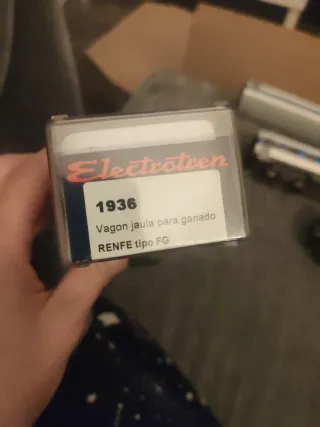 Electrotren
1936
Vagon jaula para ganado
RENFE tipo FG